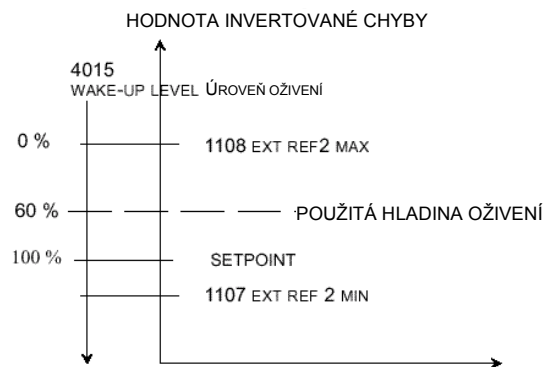 HODNOTA INVERTOVANÉ CHYBY
4015
WAKE-UP LEVEL ÚROVEŇ OŽIVENÍ
0 % 1108 EXT REF2 MAX
60 % POUŽITÁ HLADINA OŽIVENÍ
100 % SETPOINT
1107 EXT REF 2 MIN